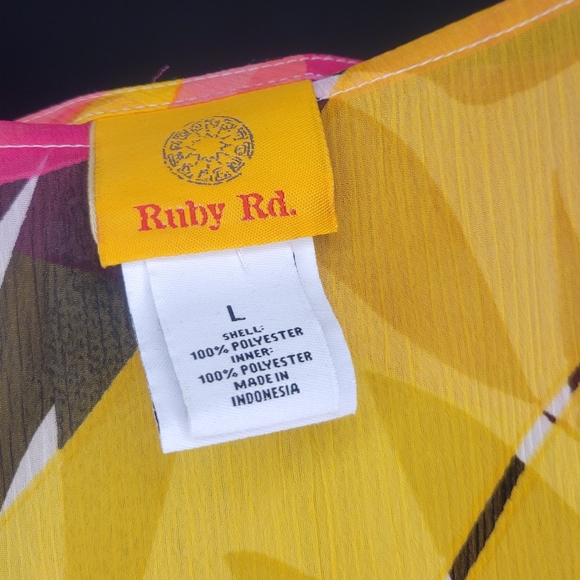 Ruby Rd.
L
SHELL:
100% POLYESTER
INNER:
100% POLYESTER
MADE IN
INDONESIA